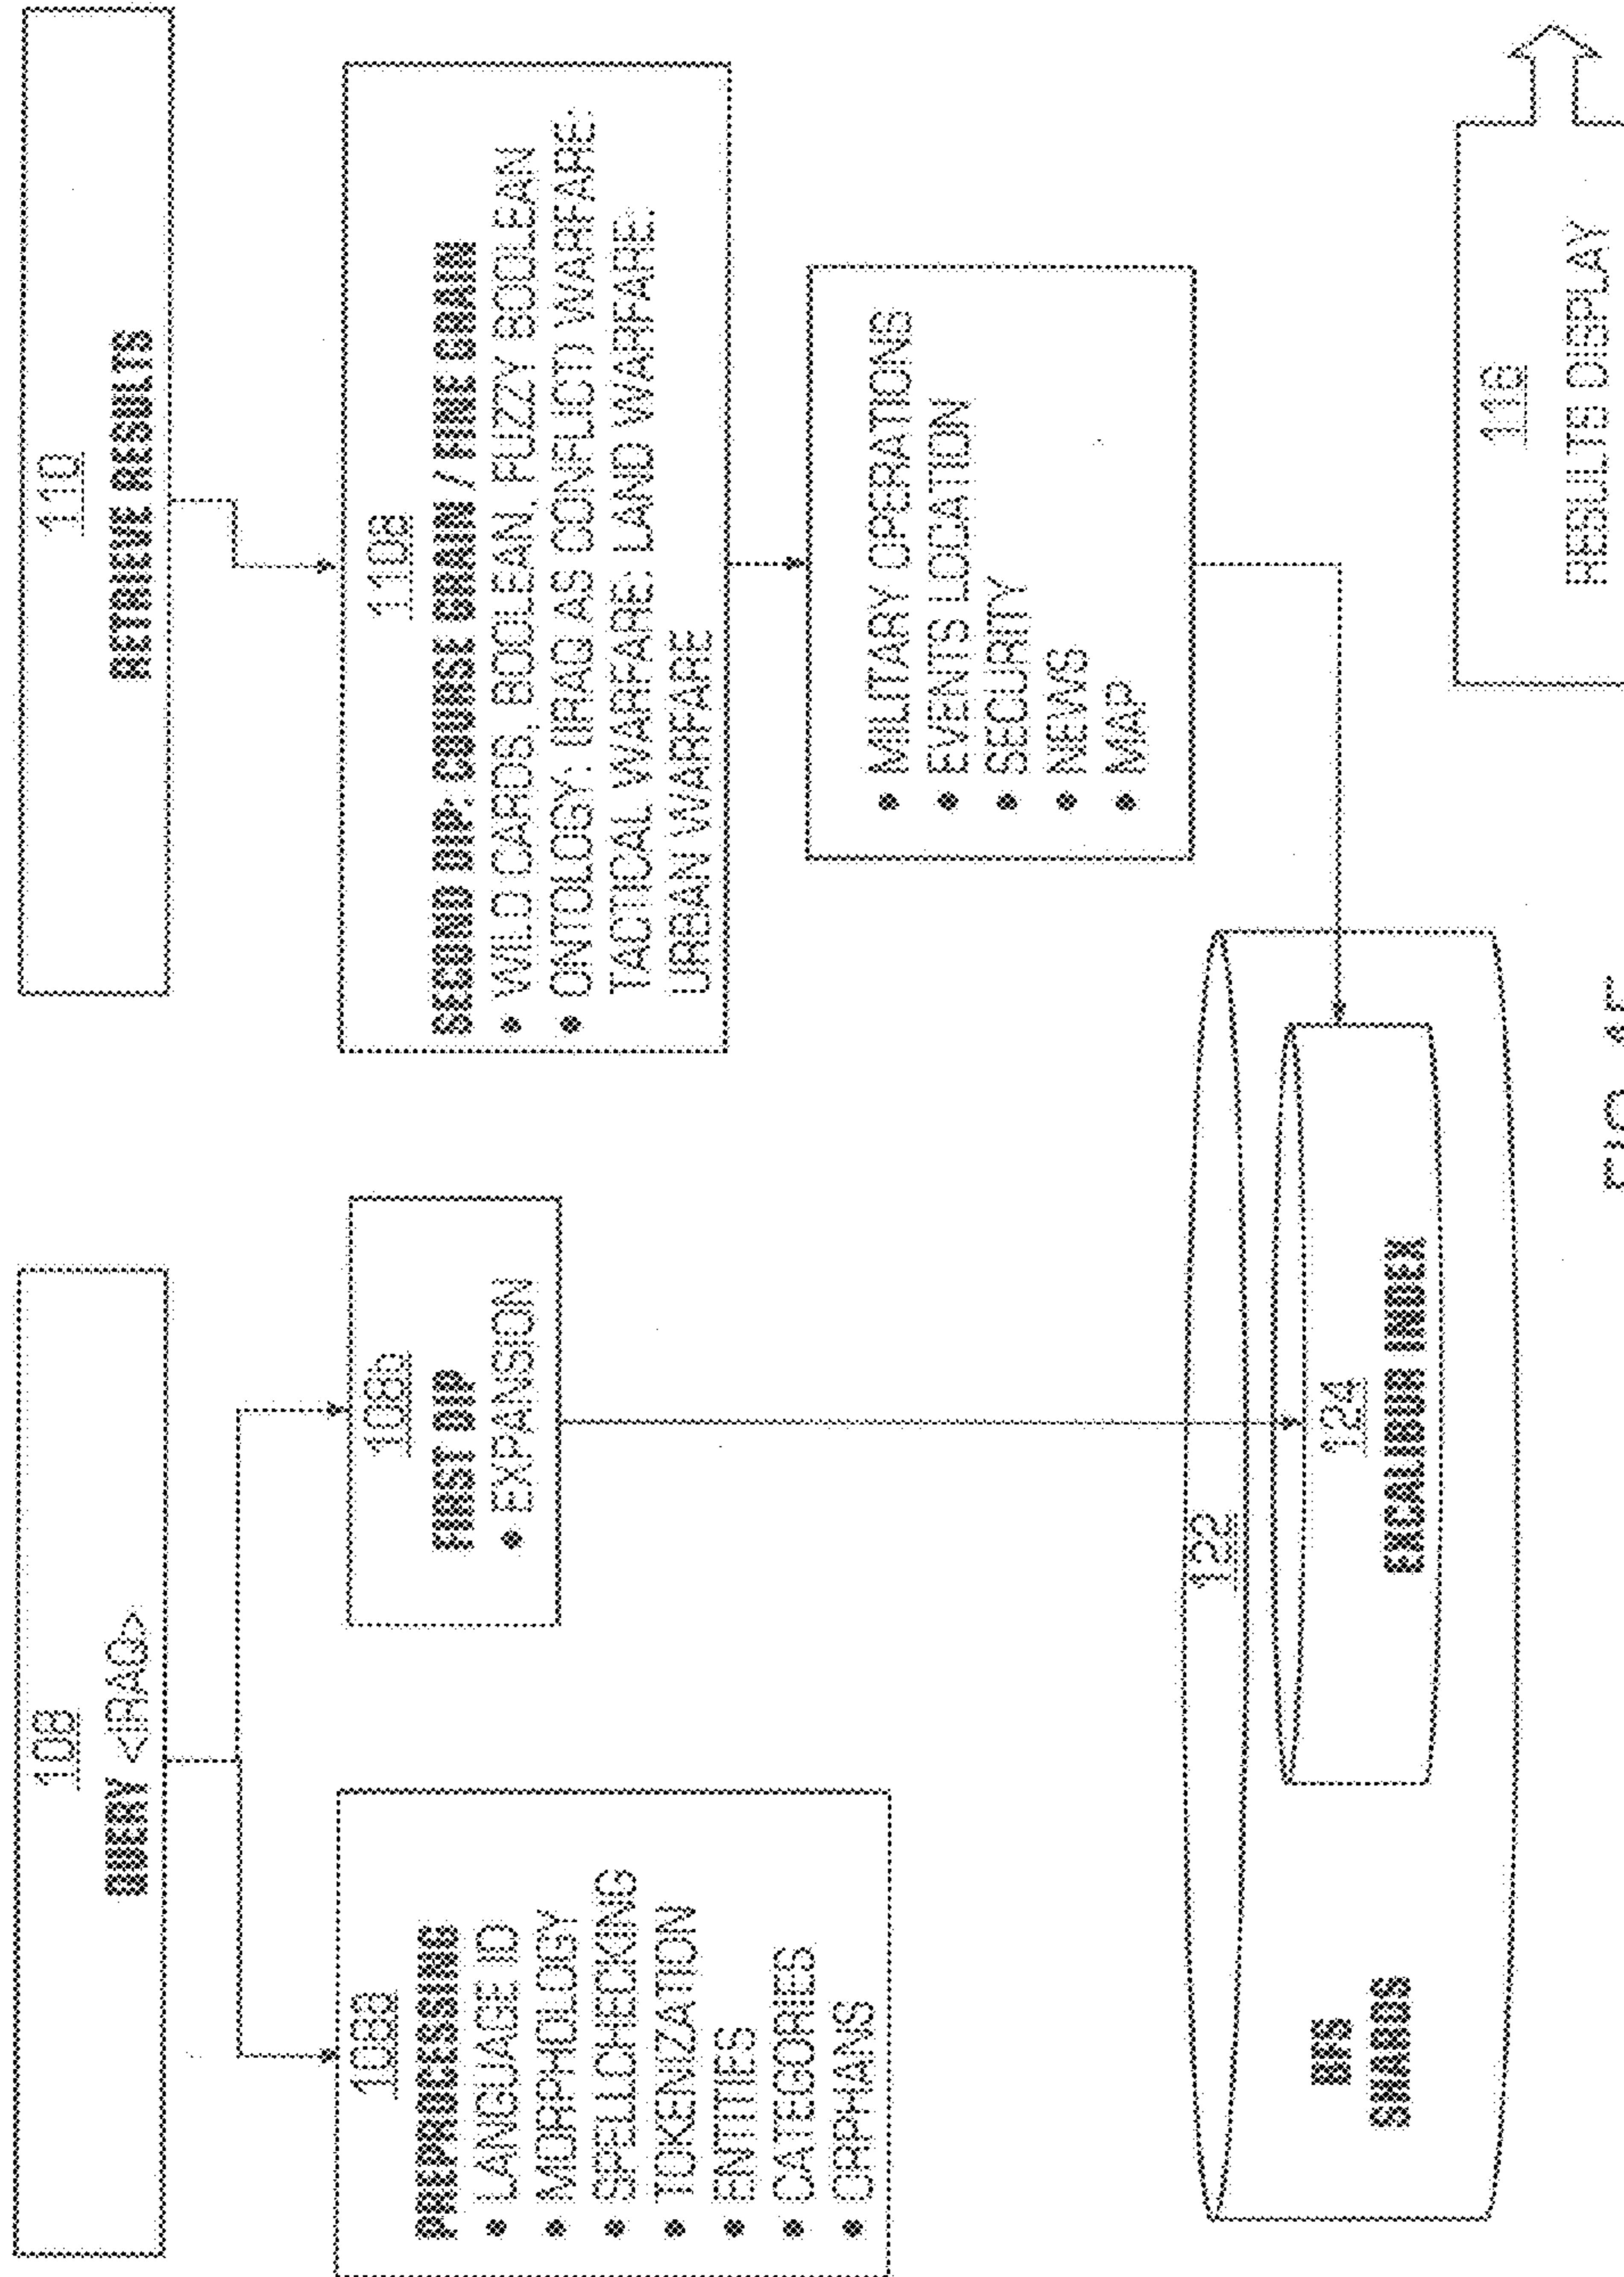 108
QUERY <IRAQ>
108a
PREPROCESSING
• LANGUAGE ID
• MORPHOLOGY
• SPELLCHECKING
• TOKENIZATION
• ENTITIES
• CATEGORIES
• ORPHANS
108b
FIRST DIP
• EXPANSION
110
RETRIEVE RESULTS
110a
SECOND DIP: COURSE GRAIN / FINE GRAIN
• WILD CARDS, BOOLEAN, FUZZY BOOLEAN
• ONTOLOGY: IRAQ AS CONFLICT) WARFARE:
TACTICAL WARFARE: LAND WARFARE:
URBAN WARFARE
• MILITARY OPERATIONS
• EVENTS LOCATION
• SECURITY
• NEWS
• MAP
122
DFS
SHARDS
124
EXCALIBUR INDEX
116
RESULTS DISPLAY
FIG.